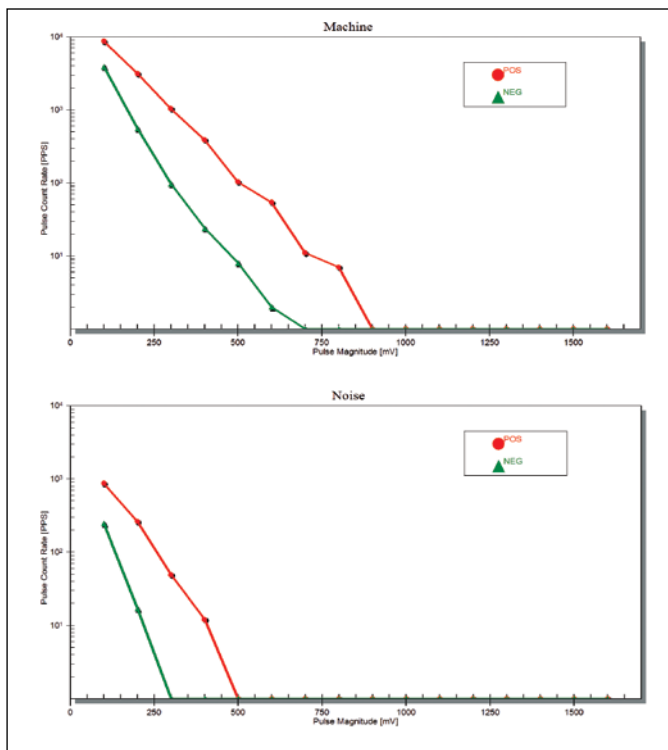 Machine
10⁴
10³
10²
10¹
Pulse Count Rate [PPS]
POS
NEG
0 250 500 750 1000 1250 1500
Pulse Magnitude [mV]
Noise
10⁴
10³
10²
10¹
Pulse Count Rate [PPS]
POS
NEG
0 250 500 750 1000 1250 1500
Pulse Magnitude [mV]